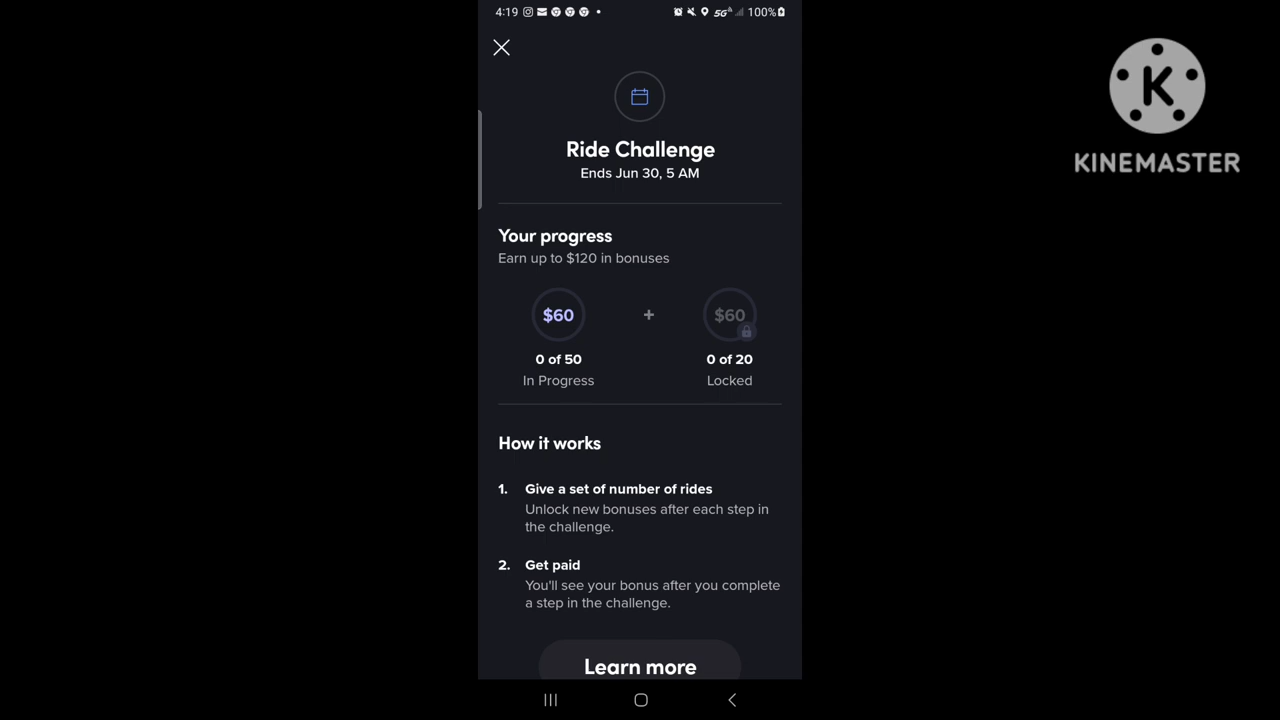 4:19
5G 100%
K
KINEMASTER
Ride Challenge
Ends Jun 30, 5 AM
Your progress
Earn up to $120 in bonuses
$60 + $60
0 of 50 0 of 20
In Progress Locked
How it works
1. Give a set of number of rides
Unlock new bonuses after each step in
the challenge.
2. Get paid
You'll see your bonus after you complete
a step in the challenge.
Learn more